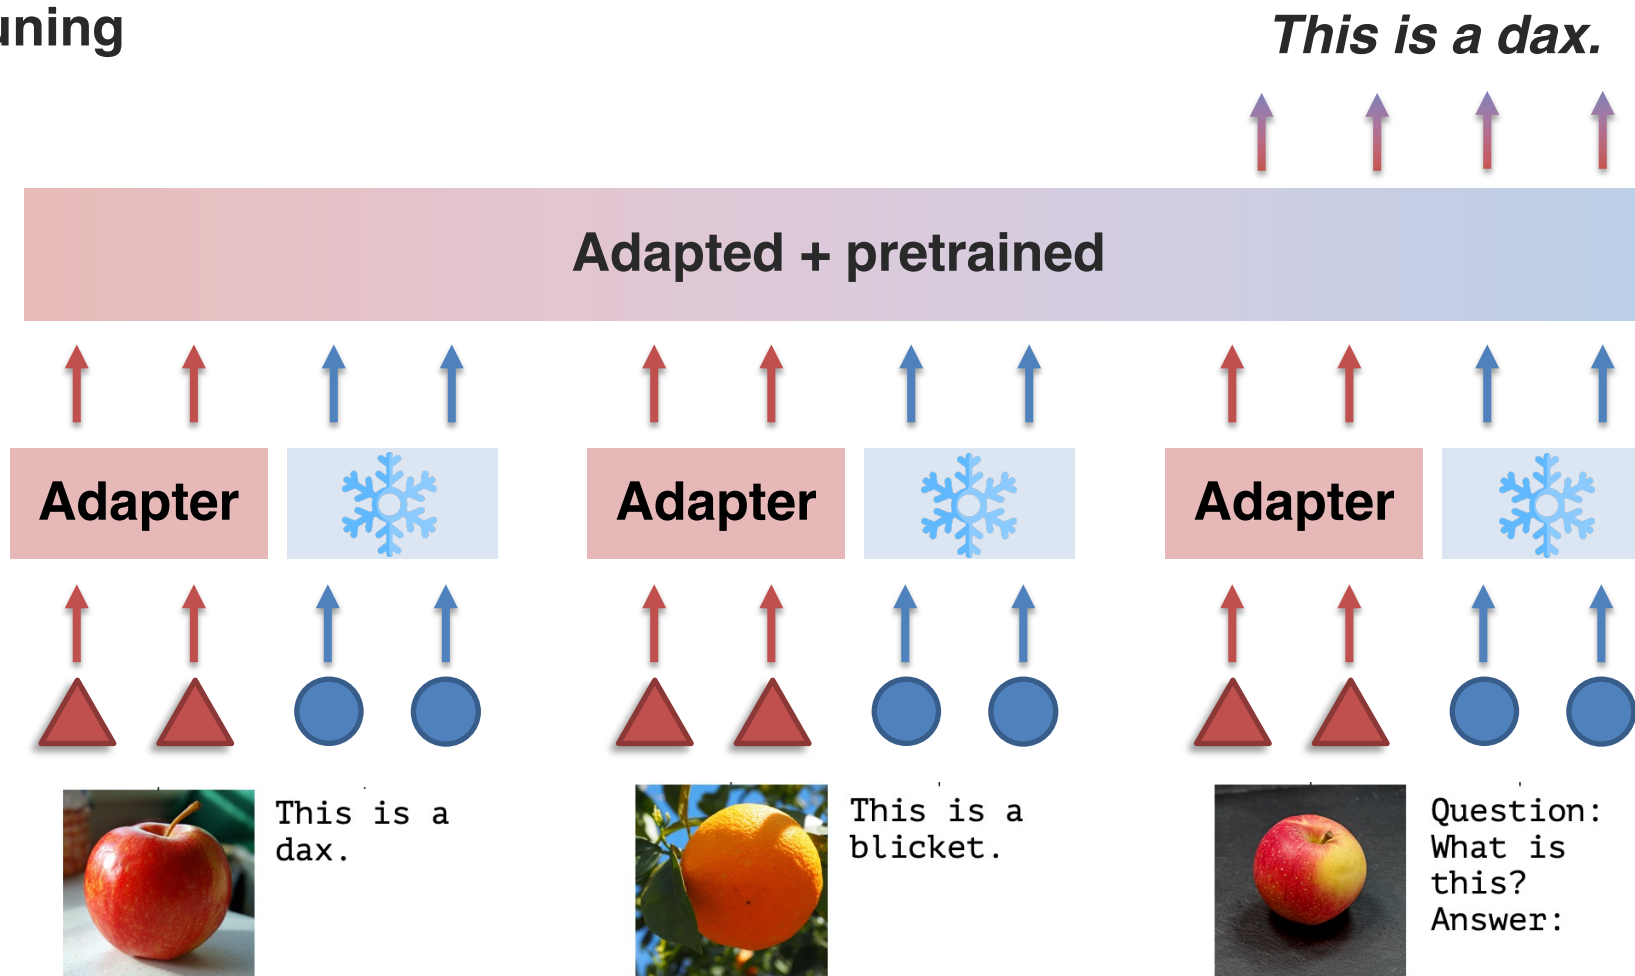 uning
This is a dax.
Adapted + pretrained
Adapter
Adapter
Adapter
This is a
dax.
This is a
blicket.
Question:
What is
this?
Answer: